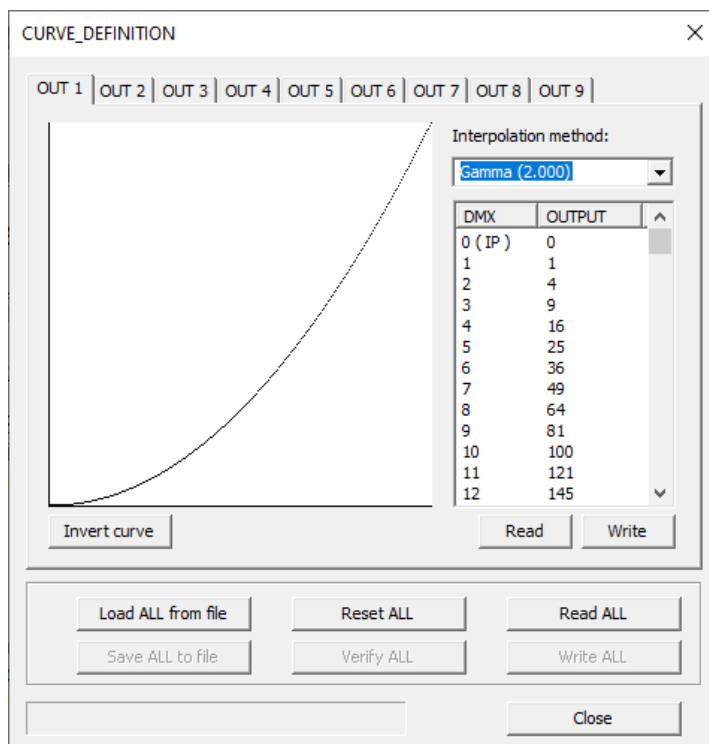 CURVE_DEFINITION
OUT 1 OUT 2 OUT 3 OUT 4 OUT 5 OUT 6 OUT 7 OUT 8 OUT 9
Interpolation method:
Gamma (2.000)
DMX OUTPUT
0 ( IP ) 0
1 1
2 4
3 9
4 16
5 25
6 36
7 49
8 64
9 81
10 100
11 121
12 145
Invert curve Read Write
Load ALL from file Reset ALL Read ALL
Save ALL to file Verify ALL Write ALL
Close